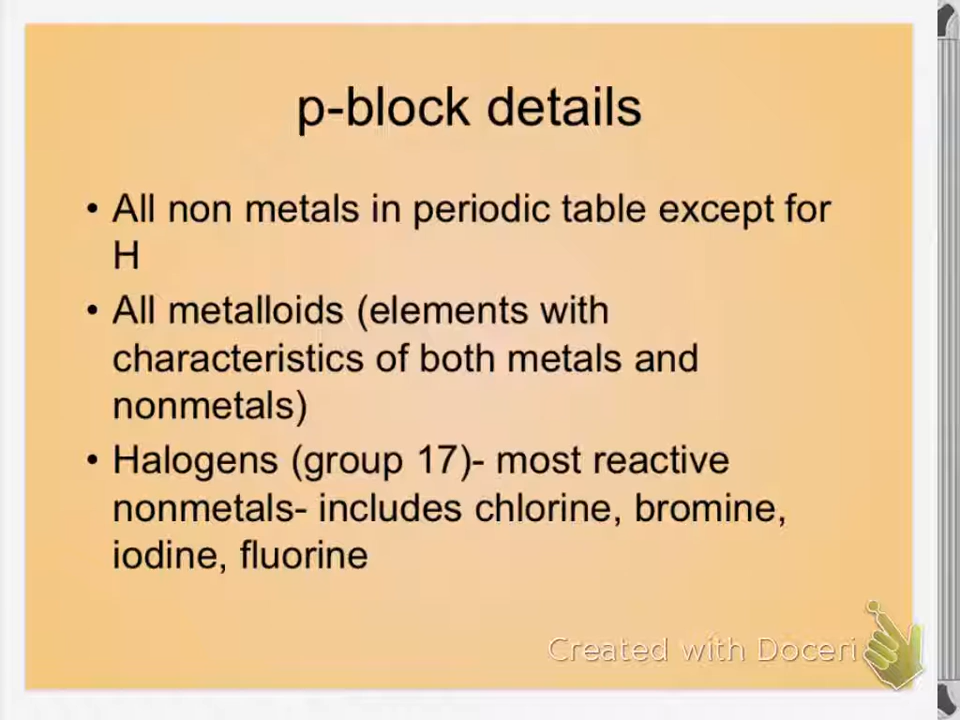 p-block details
• All non metals in periodic table except for
H
• All metalloids (elements with
characteristics of both metals and
nonmetals)
• Halogens (group 17)- most reactive
nonmetals- includes chlorine, bromine,
iodine, fluorine
Created with Doceri